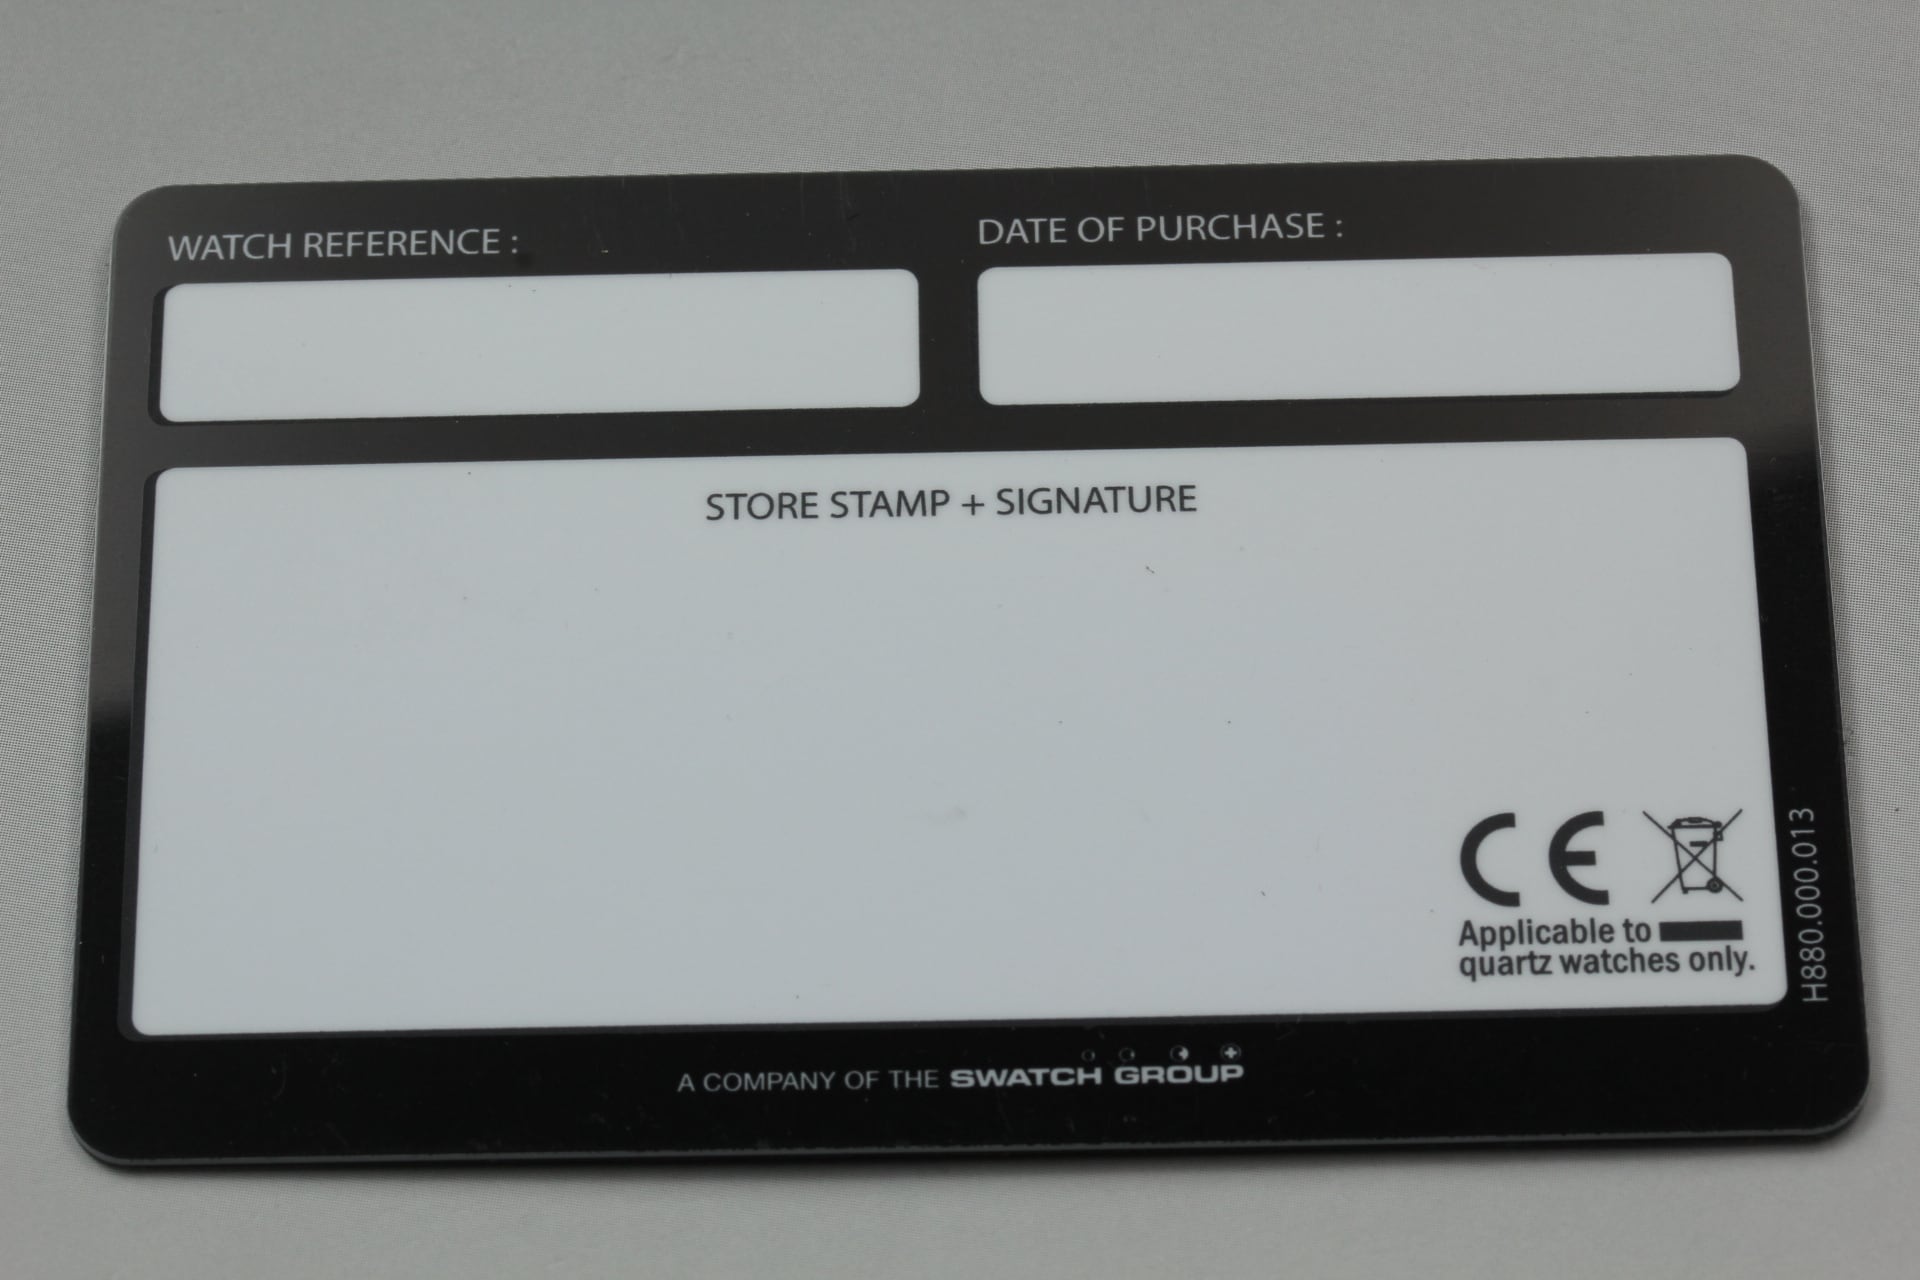 WATCH REFERENCE :
DATE OF PURCHASE :
STORE STAMP + SIGNATURE
CE
Applicable to
quartz watches only.
H880.000.013
A COMPANY OF THE SWATCH GROUP